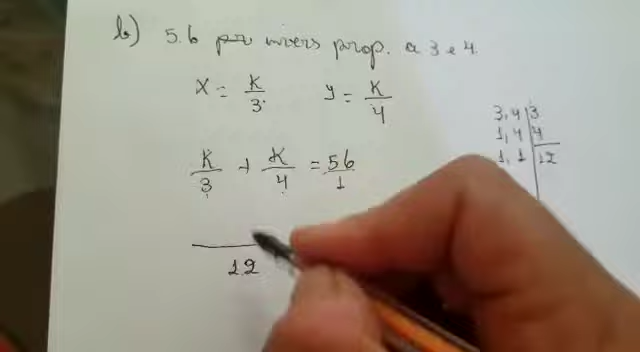 b) 56 por invers prop. a 3 e 4.
x = K/3 y = K/4
3, 4 | 3
1, 4 | 4
1, 1 | 12
K/3 + K/4 = 56/1
12